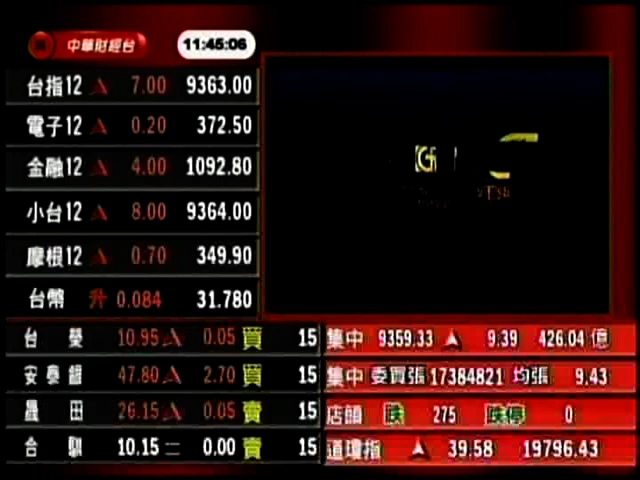 中華財經台 11:45:06
台指12 7.00 9363.00
電子12 0.20 372.50
金融12 4.00 1092.80
小台12 8.00 9364.00
摩根12 0.70 349.90
台幣 升 0.084 31.780
台 榮 10.95 0.05 買 15
安泰銀 47.80 2.70 買 15
晟 田 26.15 0.05 賣 15
合 騏 10.15 = 0.00 賣 15
集中 9359.33 9.39 426.04 億
集中 委買張 17384821 均張 9.43
店頭 跌 275 跌停 0
道瓊指 39.58 19796.43